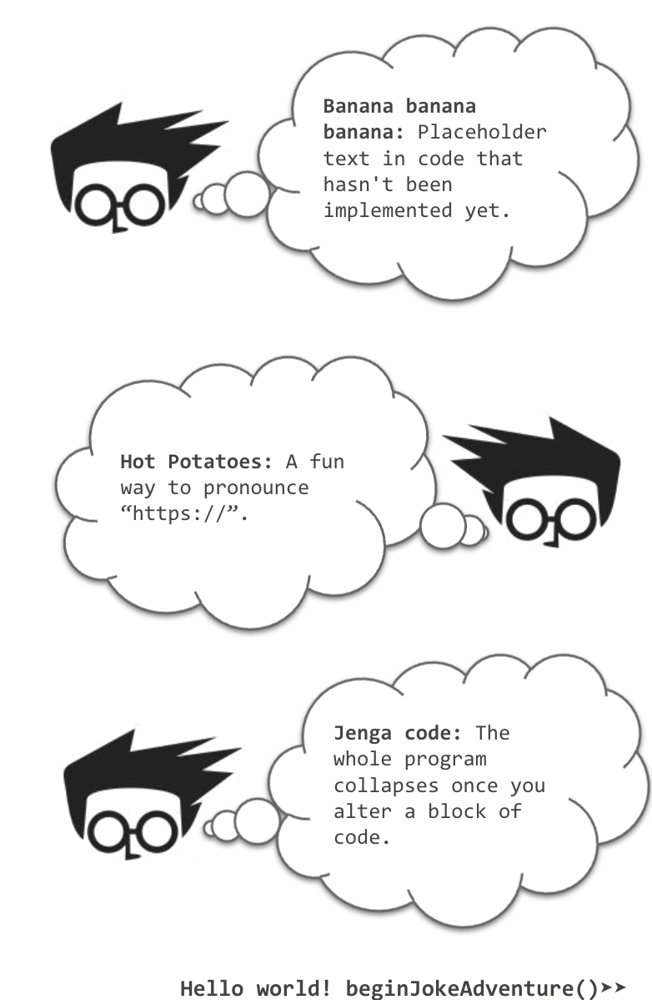 Banana banana
banana: Placeholder
text in code that
hasn't been
implemented yet.
Hot Potatoes: A fun
way to pronounce
“https://”.
Jenga code: The
whole program
collapses once you
alter a block of
code.
Hello world! beginJokeAdventure()➤➤